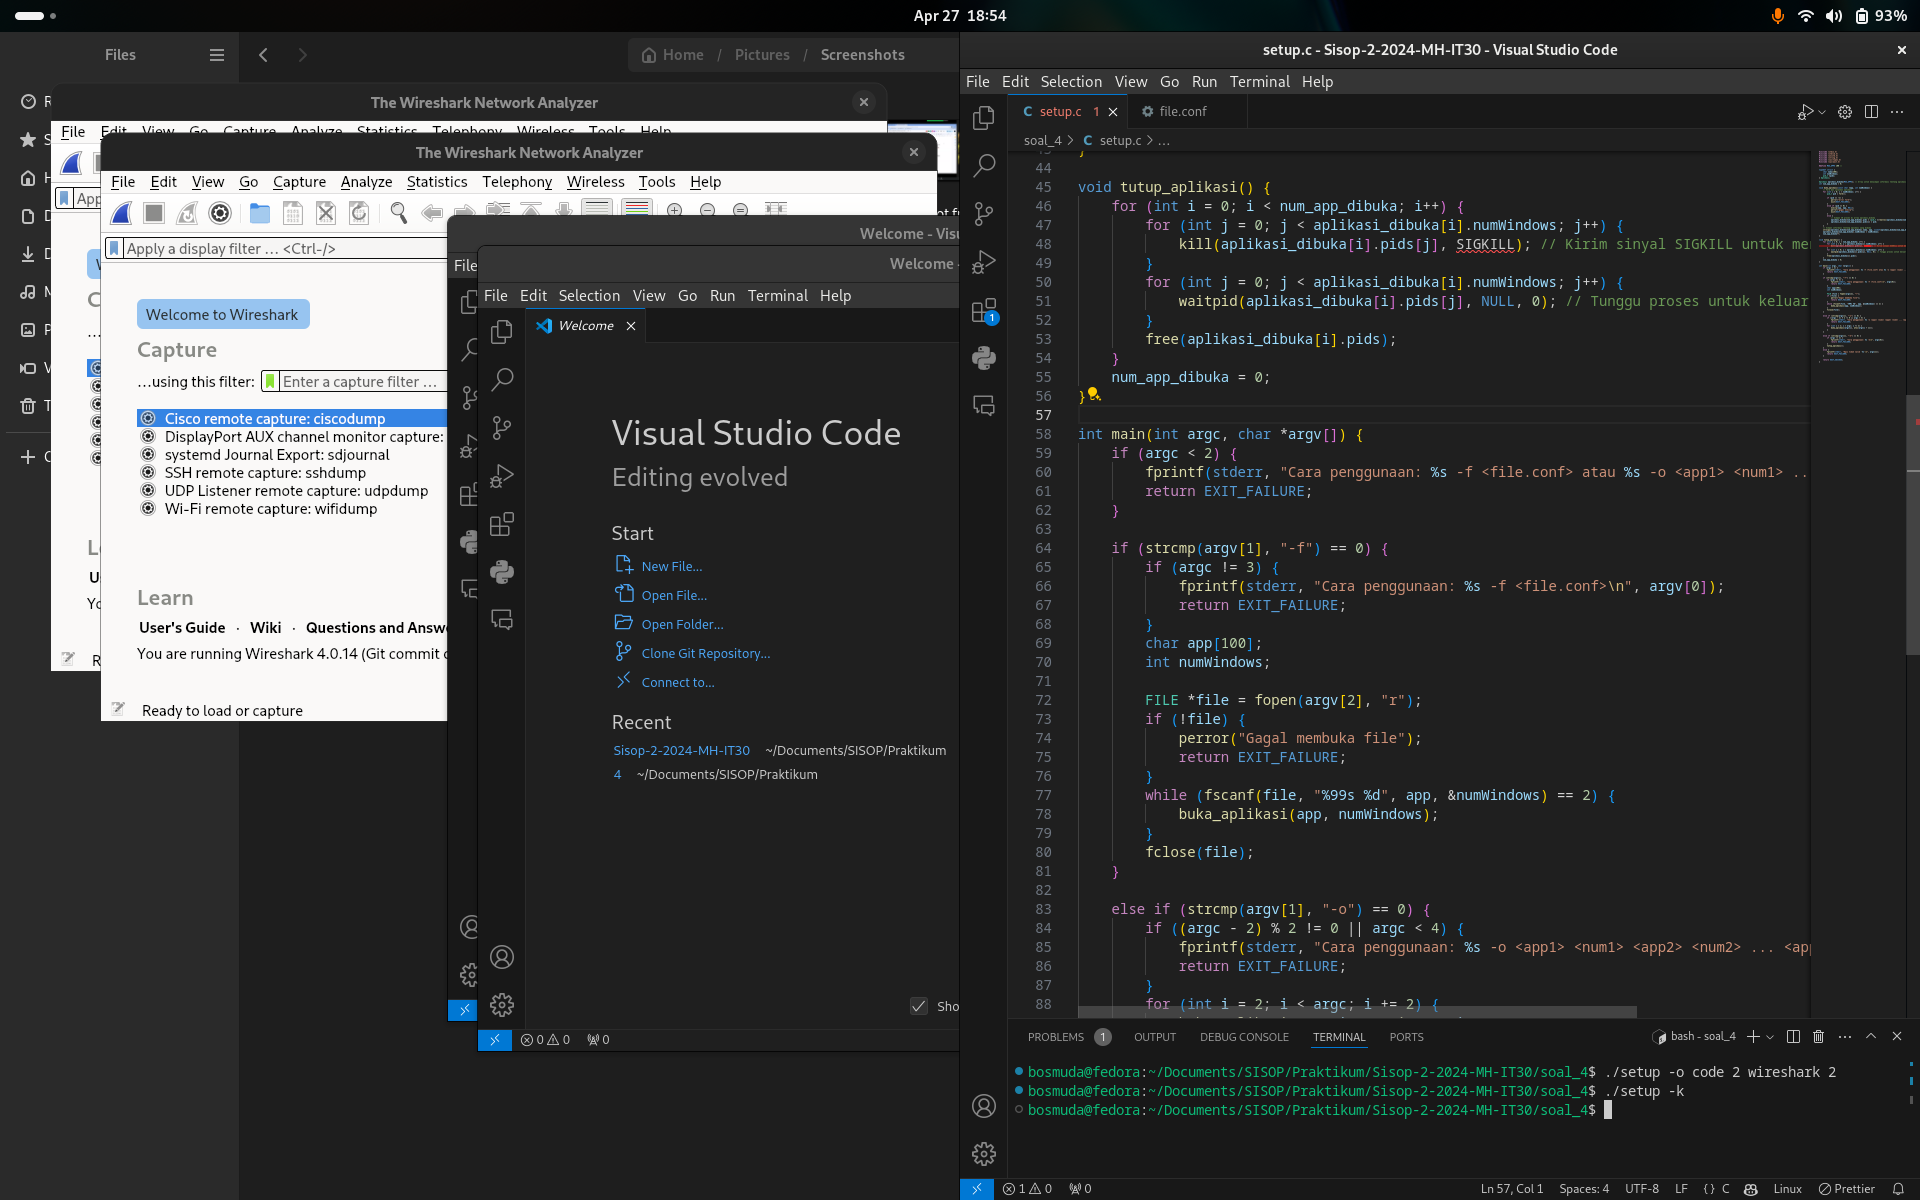 Apr 27 18:54
93%
Files
Home / Pictures / Screenshots
The Wireshark Network Analyzer
File Edit View Go Capture Analyze Statistics Telephony Wireless Tools Help
The Wireshark Network Analyzer
File Edit View Go Capture Analyze Statistics Telephony Wireless Tools Help
Apply a display filter … <Ctrl-/>
Welcome to Wireshark
Capture
…using this filter: Enter a capture filter …
Cisco remote capture: ciscodump
DisplayPort AUX channel monitor capture:
systemd Journal Export: sdjournal
SSH remote capture: sshdump
UDP Listener remote capture: udpdump
Wi-Fi remote capture: wifidump
Learn
User's Guide · Wiki · Questions and Answ
You are running Wireshark 4.0.14 (Git commit
Ready to load or capture
Welcome - Vis
File
Welcome -
File Edit Selection View Go Run Terminal Help
Welcome
Visual Studio Code
Editing evolved
Start
New File...
Open File...
Open Folder...
Clone Git Repository...
Connect to...
Recent
Sisop-2-2024-MH-IT30 ~/Documents/SISOP/Praktikum
4 ~/Documents/SISOP/Praktikum
Sho
0 0 0
setup.c - Sisop-2-2024-MH-IT30 - Visual Studio Code
File Edit Selection View Go Run Terminal Help
setup.c 1 file.conf
soal_4 > C setup.c > ...
44
45 void tutup_aplikasi() {
46 for (int i = 0; i < num_app_dibuka; i++) {
47 for (int j = 0; j < aplikasi_dibuka[i].numWindows; j++) {
48 kill(aplikasi_dibuka[i].pids[j], SIGKILL); // Kirim sinyal SIGKILL untuk me
49 }
50 for (int j = 0; j < aplikasi_dibuka[i].numWindows; j++) {
51 waitpid(aplikasi_dibuka[i].pids[j], NULL, 0); // Tunggu proses untuk keluar
52 }
53 free(aplikasi_dibuka[i].pids);
54 }
55 num_app_dibuka = 0;
56 }
57
58 int main(int argc, char *argv[]) {
59 if (argc < 2) {
60 fprintf(stderr, "Cara penggunaan: %s -f <file.conf> atau %s -o <app1> <num1> ..
61 return EXIT_FAILURE;
62 }
63
64 if (strcmp(argv[1], "-f") == 0) {
65 if (argc != 3) {
66 fprintf(stderr, "Cara penggunaan: %s -f <file.conf>\n", argv[0]);
67 return EXIT_FAILURE;
68 }
69 char app[100];
70 int numWindows;
71
72 FILE *file = fopen(argv[2], "r");
73 if (!file) {
74 perror("Gagal membuka file");
75 return EXIT_FAILURE;
76 }
77 while (fscanf(file, "%99s %d", app, &numWindows) == 2) {
78 buka_aplikasi(app, numWindows);
79 }
80 fclose(file);
81 }
82
83 else if (strcmp(argv[1], "-o") == 0) {
84 if ((argc - 2) % 2 != 0 || argc < 4) {
85 fprintf(stderr, "Cara penggunaan: %s -o <app1> <num1> <app2> <num2> ... <ap
86 return EXIT_FAILURE;
87 }
88 for (int i = 2; i < argc; i += 2) {
PROBLEMS 1 OUTPUT DEBUG CONSOLE TERMINAL PORTS bash - soal_4
bosmuda@fedora:~/Documents/SISOP/Praktikum/Sisop-2-2024-MH-IT30/soal_4$ ./setup -o code 2 wireshark 2
bosmuda@fedora:~/Documents/SISOP/Praktikum/Sisop-2-2024-MH-IT30/soal_4$ ./setup -k
bosmuda@fedora:~/Documents/SISOP/Praktikum/Sisop-2-2024-MH-IT30/soal_4$
1 0 0 Ln 57, Col 1 Spaces: 4 UTF-8 LF { } C Linux Prettier